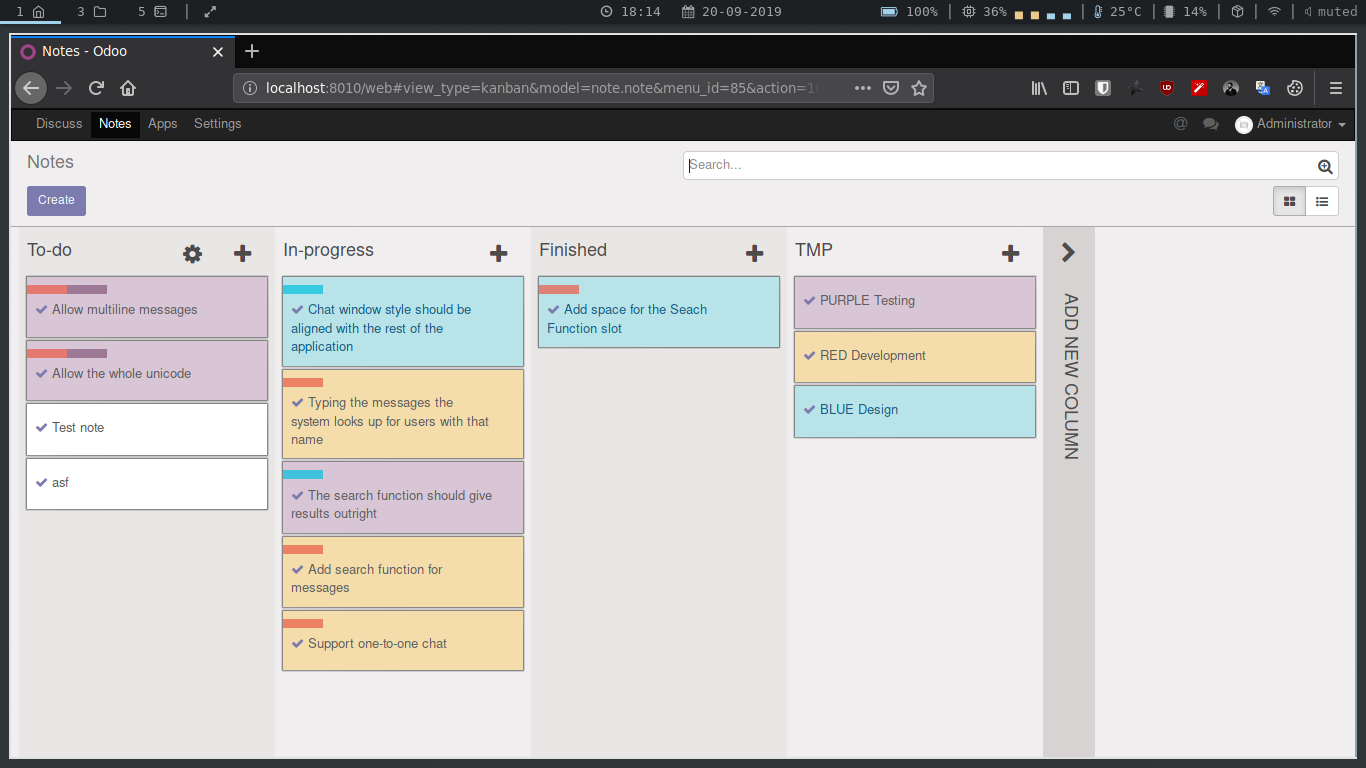 1 3 5 18:14 20-09-2019 100% 36% 25°C 14% muted
Notes - Odoo
localhost:8010/web#view_type=kanban&model=note.note&menu_id=85&action=1
Discuss Notes Apps Settings @ Administrator
Notes
Search...
Create
To-do
Allow multiline messages
Allow the whole unicode
Test note
asf
In-progress
Chat window style should be
aligned with the rest of the
application
Typing the messages the
system looks up for users with that
name
The search function should give
results outright
Add search function for
messages
Support one-to-one chat
Finished
Add space for the Seach
Function slot
TMP
PURPLE Testing
RED Development
BLUE Design
ADD NEW COLUMN